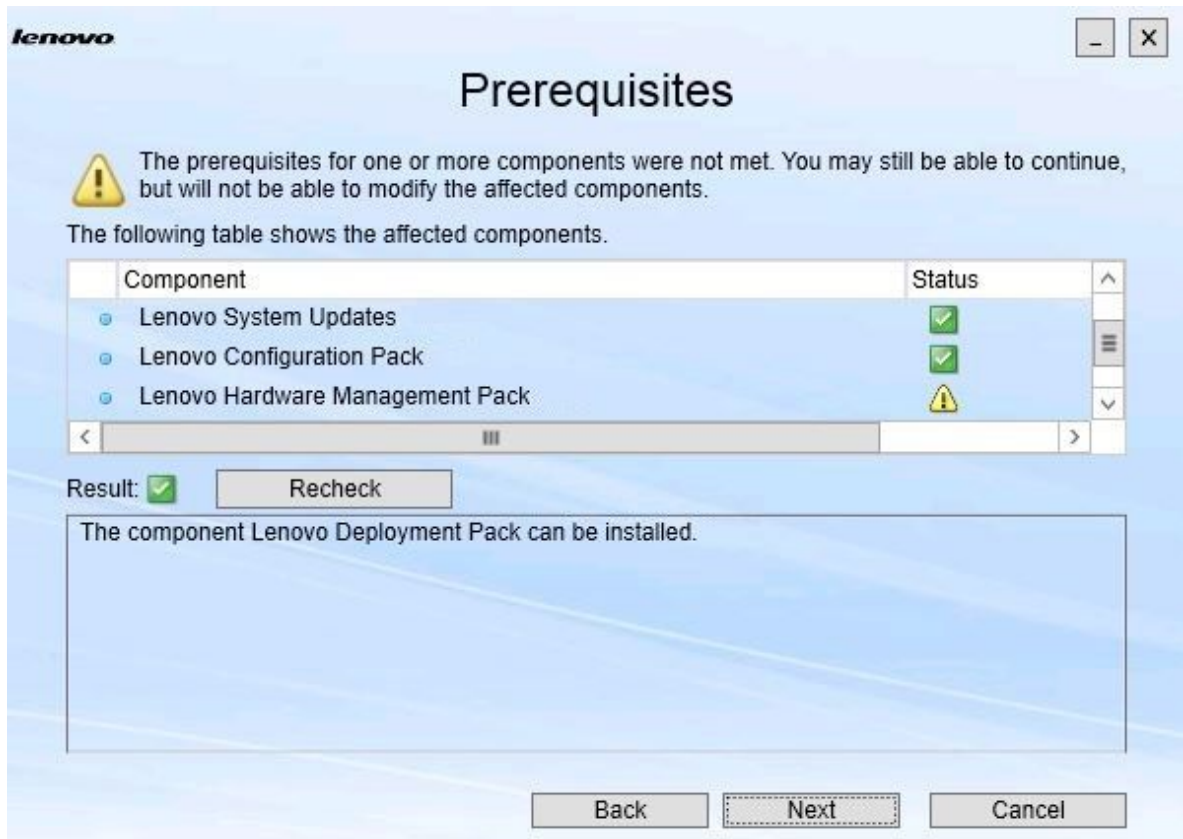 lenovo
Prerequisites
The prerequisites for one or more components were not met. You may still be able to continue,
but will not be able to modify the affected components.
The following table shows the affected components.
Component Status
Lenovo System Updates
Lenovo Configuration Pack
Lenovo Hardware Management Pack
Result: Recheck
The component Lenovo Deployment Pack can be installed.
Back Next Cancel